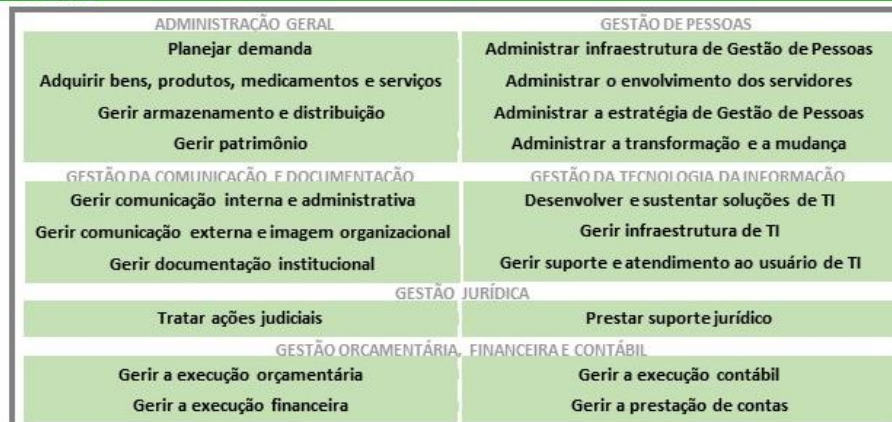 ADMINISTRAÇÃO GERAL
Planejar demanda
Adquirir bens, produtos, medicamentos e serviços
Gerir armazenamento e distribuição
Gerir patrimônio
GESTÃO DE PESSOAS
Administrar infraestrutura de Gestão de Pessoas
Administrar o envolvimento dos servidores
Administrar a estratégia de Gestão de Pessoas
Administrar a transformação e a mudança
GESTÃO DA COMUNICAÇÃO E DOCUMENTAÇÃO
Gerir comunicação interna e administrativa
Gerir comunicação externa e imagem organizacional
Gerir documentação institucional
GESTÃO DA TECNOLOGIA DA INFORMAÇÃO
Desenvolver e sustentar soluções de TI
Gerir infraestrutura de TI
Gerir suporte e atendimento ao usuário de TI
GESTÃO JURÍDICA
Tratar ações judiciais
Prestar suporte jurídico
GESTÃO ORÇAMENTÁRIA, FINANCEIRA E CONTÁBIL
Gerir a execução orçamentária
Gerir a execução financeira
Gerir a execução contábil
Gerir a prestação de contas